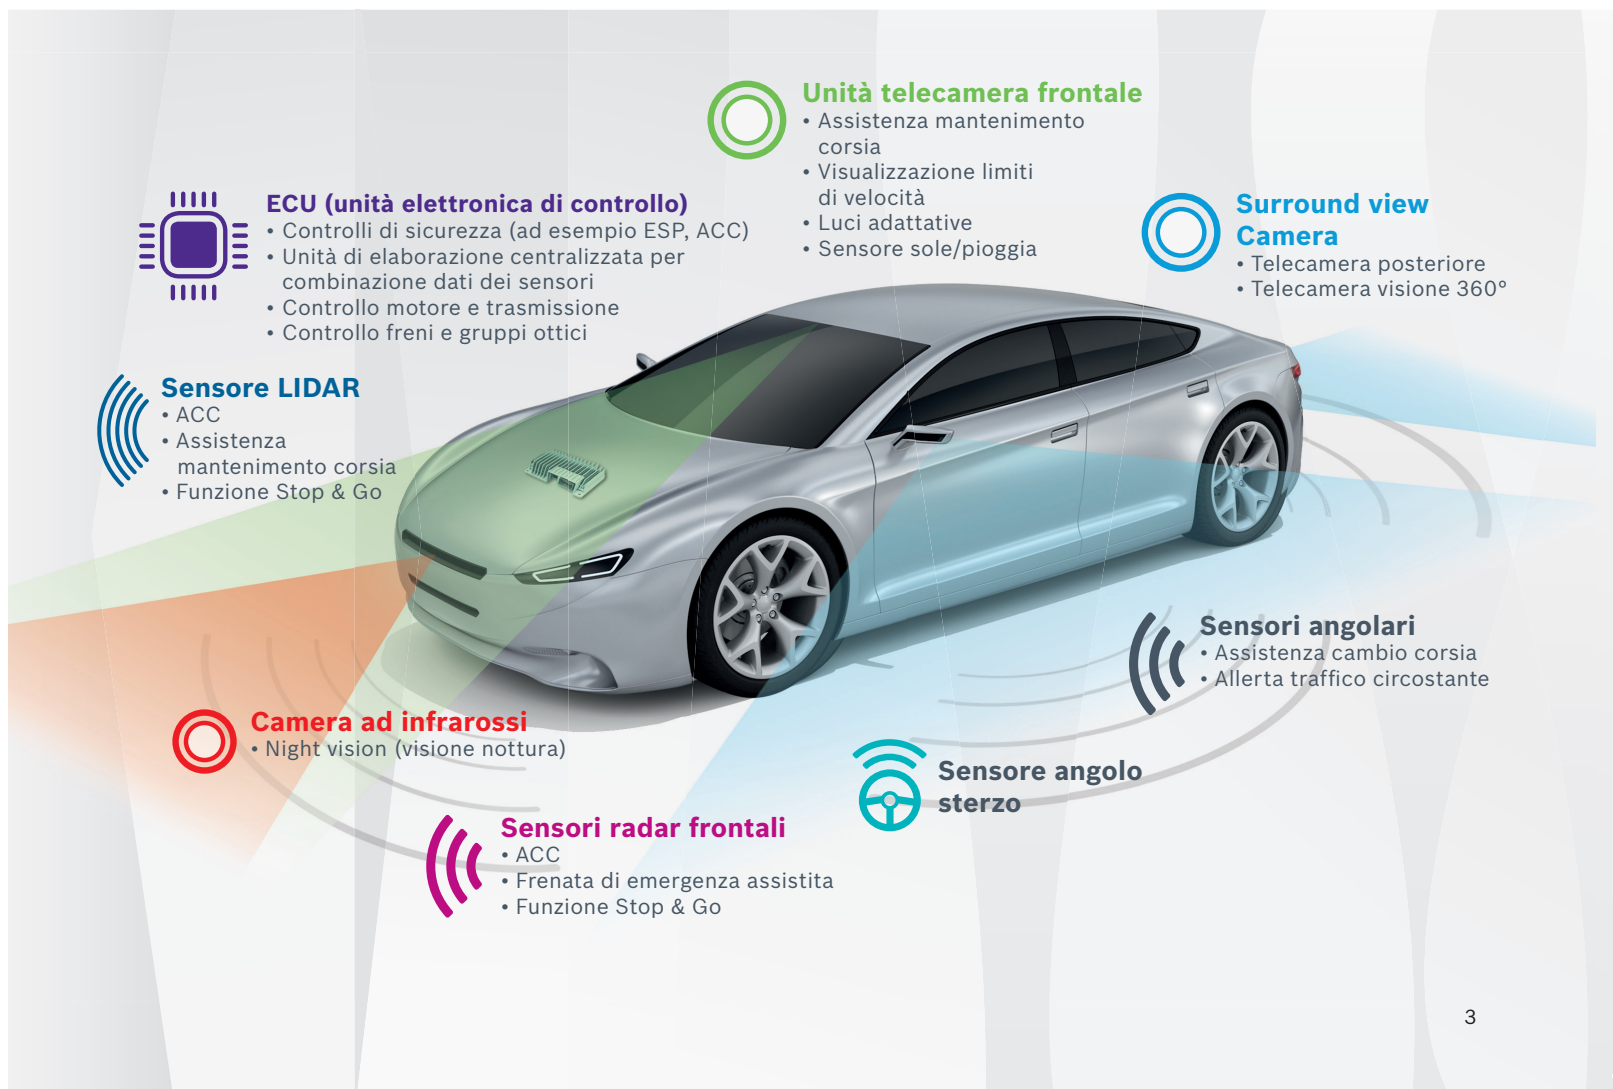 Unità telecamera frontale
• Assistenza mantenimento
corsia
• Visualizzazione limiti
di velocità
• Luci adattative
• Sensore sole/pioggia
ECU (unità elettronica di controllo)
• Controlli di sicurezza (ad esempio ESP, ACC)
• Unità di elaborazione centralizzata per
combinazione dati dei sensori
• Controllo motore e trasmissione
• Controllo freni e gruppi ottici
Surround view
Camera
• Telecamera posteriore
• Telecamera visione 360°
Sensore LIDAR
• ACC
• Assistenza
mantenimento corsia
• Funzione Stop & Go
Sensori angolari
• Assistenza cambio corsia
• Allerta traffico circostante
Camera ad infrarossi
• Night vision (visione nottura)
Sensore angolo
sterzo
Sensori radar frontali
• ACC
• Frenata di emergenza assistita
• Funzione Stop & Go
3